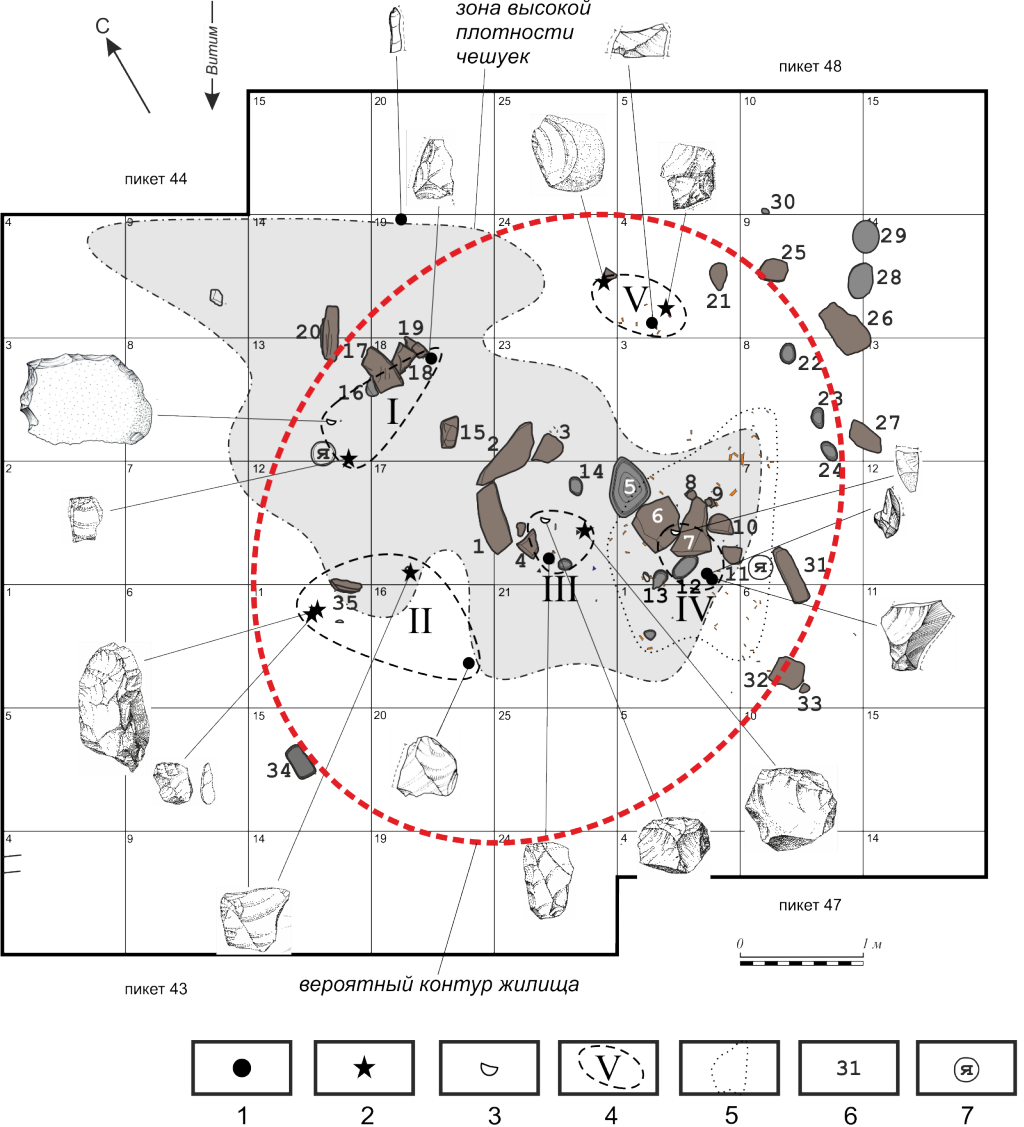 зона высокой
плотности
чешуек
С
Витим
пикет 48
15 20 25 5 10 15
пикет 44
4 9 14 19 24 4 9 14
30
29
25
28
21
V
26
20 19
3 8 13 18 23 3 8 13
17
18
22
16
I
23
15 2 3
27
24
2 7 12 17 7 12
я
14
5
8
9
6
10
1
4
7
11 я
31
III
13 12
1 6 11 16 21 1 6 11
35
II
IV
32
33
5 15 20 25 5 10 15
34
4 9 14 19 24 4 9 14
пикет 47
0 1 м
вероятный контур жилища
пикет 43
V 31 я
1 2 3 4 5 6 7